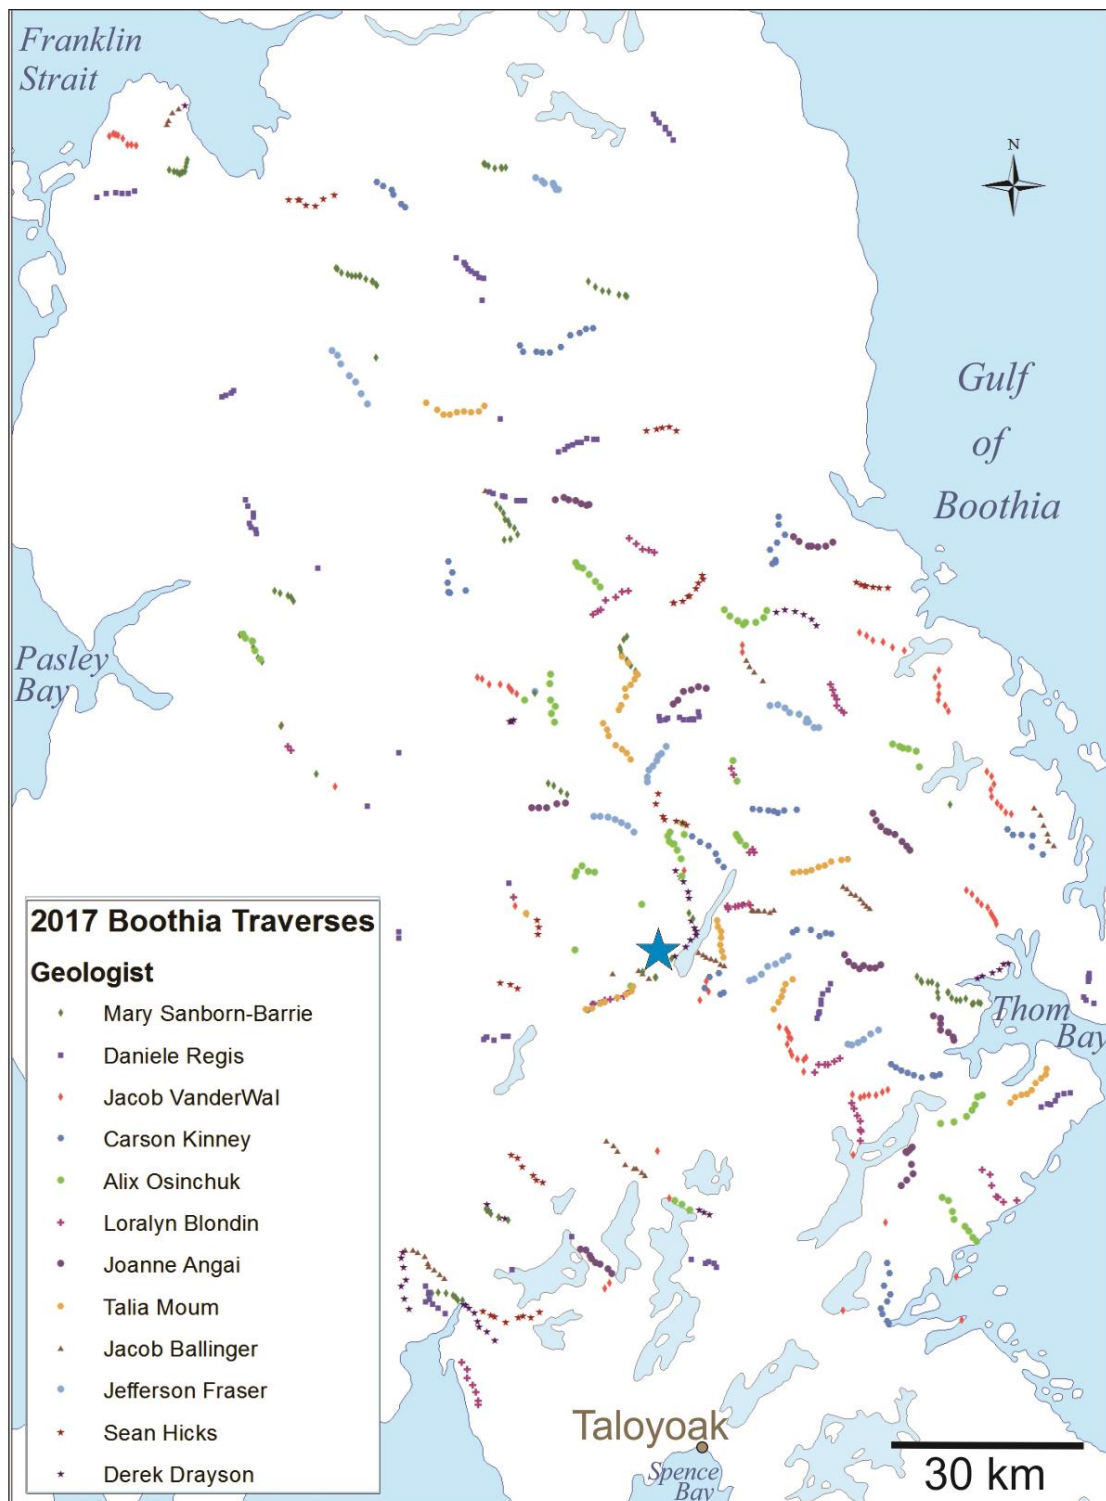 Franklin
Strait
N
Gulf
of
Boothia
Pasley
Bay
2017 Boothia Traverses
Geologist
Mary Sanborn-Barrie
Daniele Regis
Jacob VanderWal
Carson Kinney
Alix Osinchuk
Loralyn Blondin
Joanne Angai
Talia Moum
Jacob Ballinger
Jefferson Fraser
Sean Hicks
Derek Drayson
Thom
Bay
Taloyoak
Spence
Bay
30 km